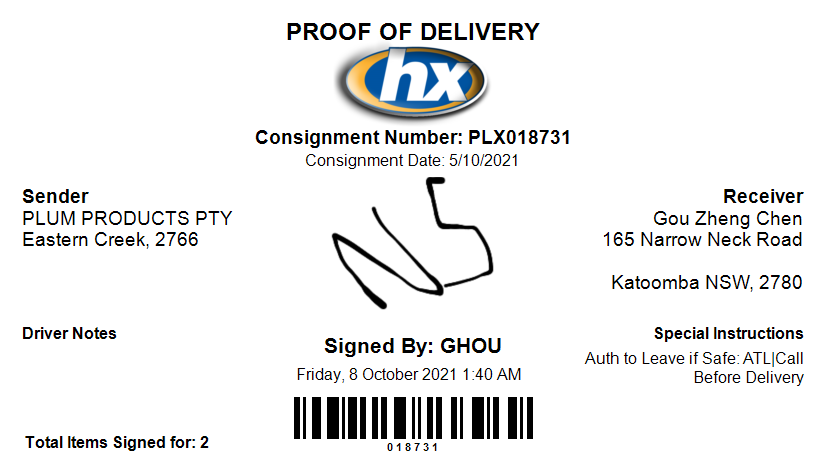 PROOF OF DELIVERY
hx
Consignment Number: PLX018731
Consignment Date: 5/10/2021
Sender
PLUM PRODUCTS PTY
Eastern Creek, 2766
Receiver
Gou Zheng Chen
165 Narrow Neck Road
Katoomba NSW, 2780
Driver Notes
Signed By: GHOU
Friday, 8 October 2021 1:40 AM
Special Instructions
Auth to Leave if Safe: ATL|Call
Before Delivery
Total Items Signed for: 2
018731